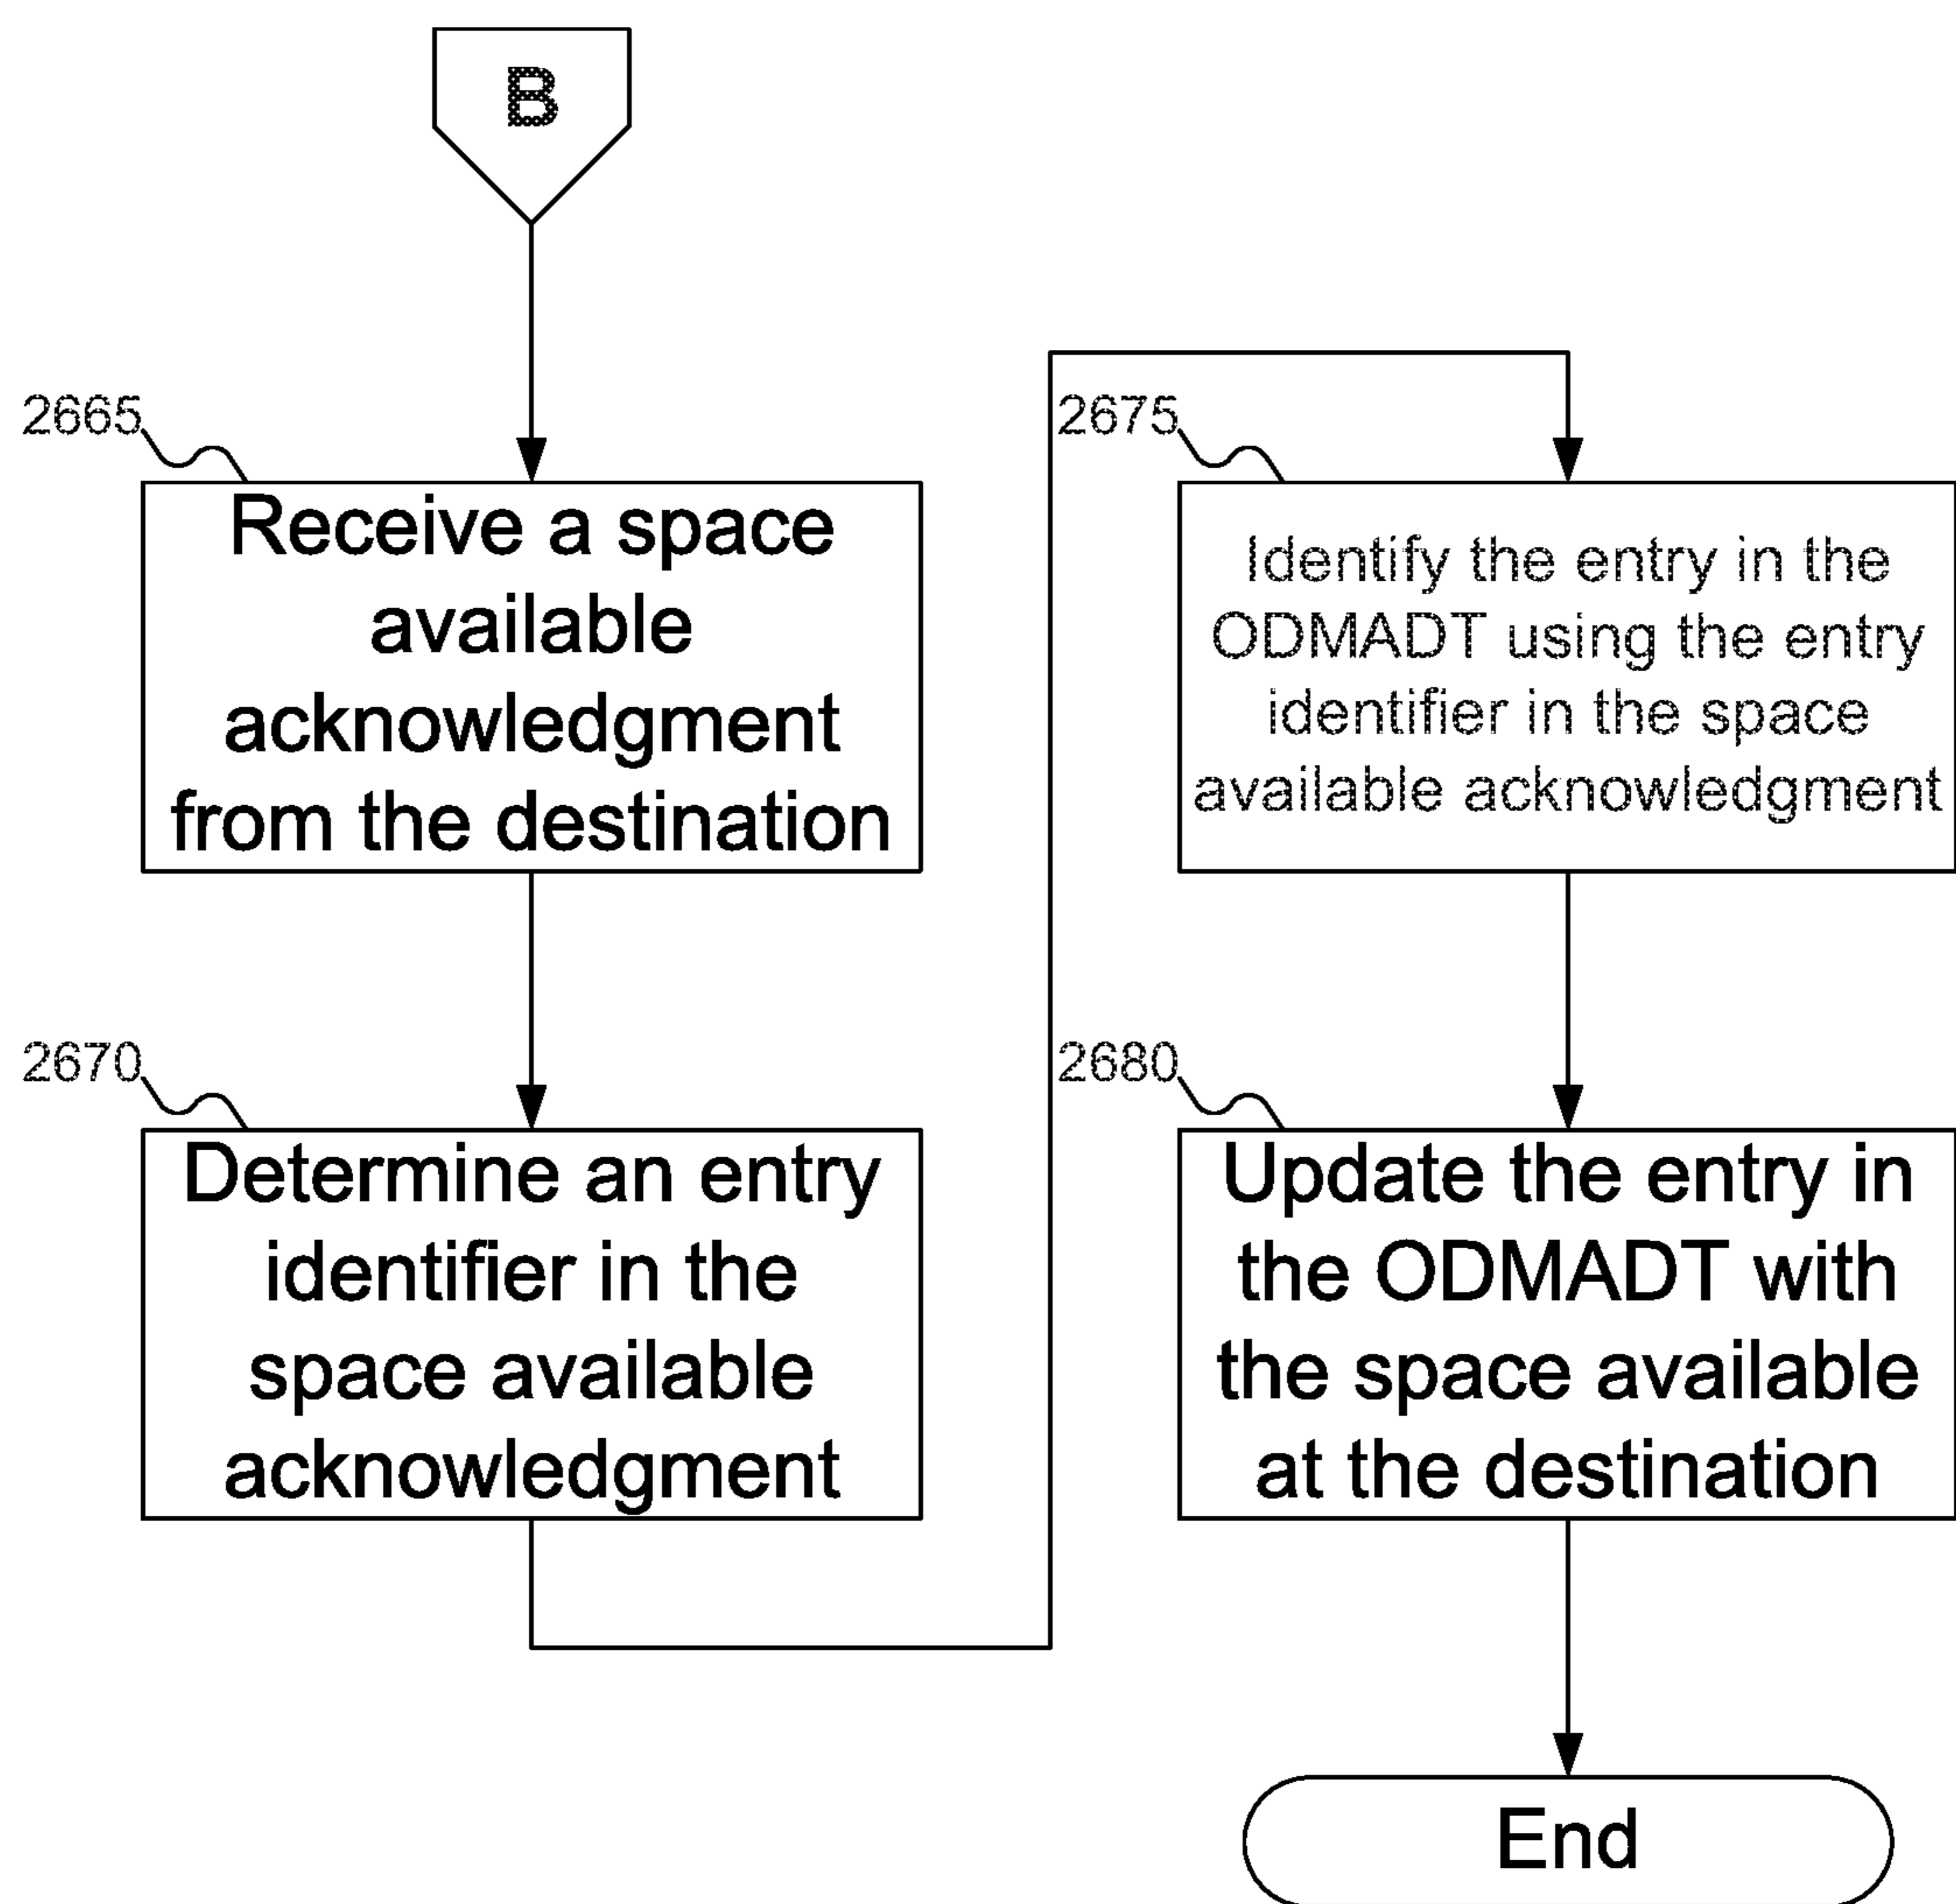 B
2665
Receive a space
available
acknowledgment
from the destination
2670
Determine an entry
identifier in the
space available
acknowledgment
2675
Identify the entry in the
ODMADT using the entry
identifier in the space
available acknowledgment
2680
Update the entry in
the ODMADT with
the space available
at the destination
End